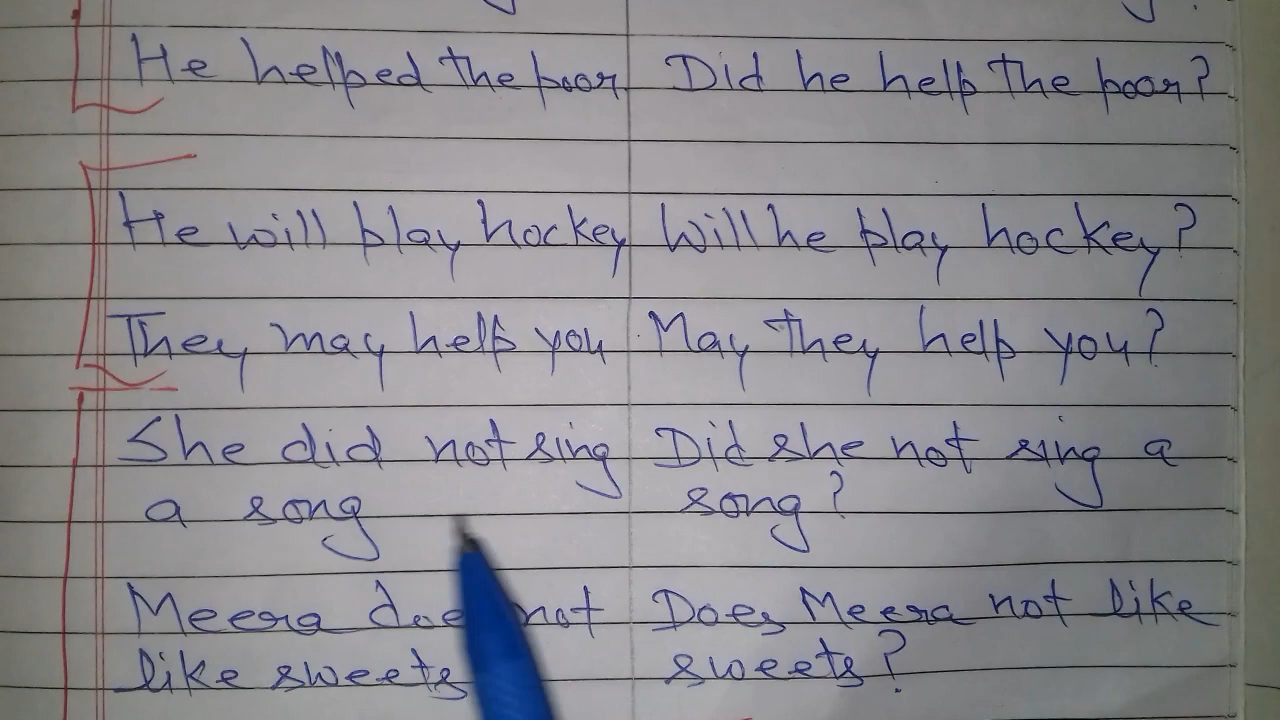 He helped the poor Did he help the poor?
He will play hockey Will he play hockey?
They may help you. May they help you?
She did not sing Did she not sing a
a song song?
Meera not Does Meera not like
like sweets sweets?